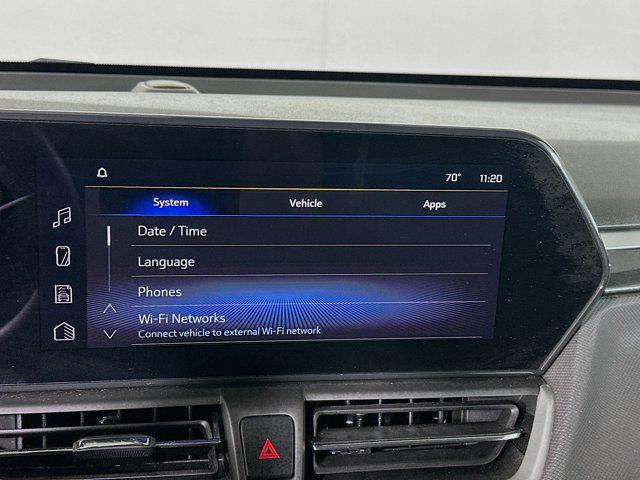 70° 11:20
System Vehicle Apps
Date / Time
Language
Phones
Wi-Fi Networks
Connect vehicle to external Wi-Fi network